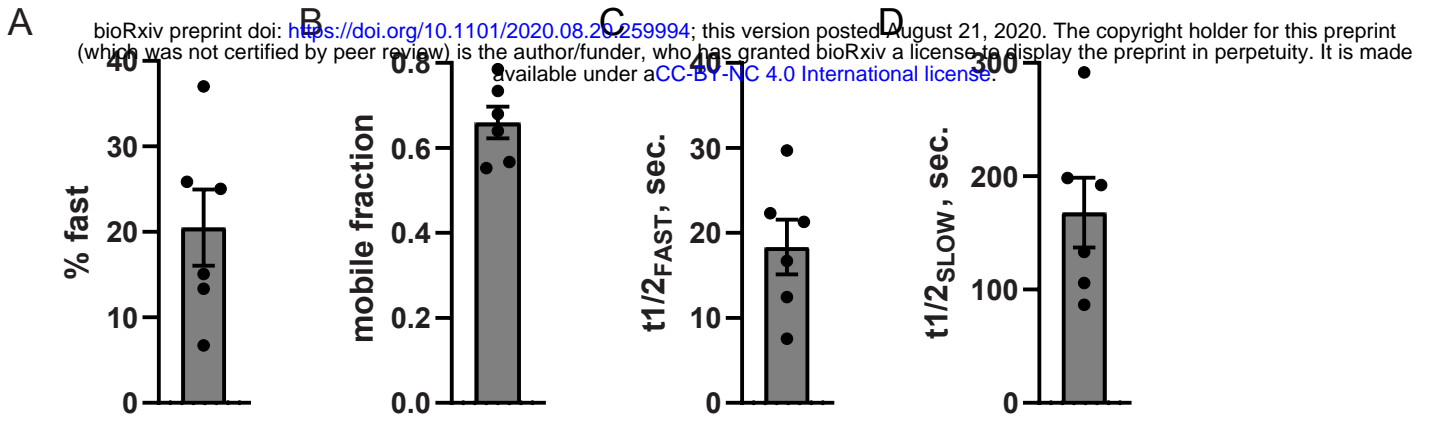 A B C D
bioRxiv preprint doi: https://doi.org/10.1101/2020.08.20.259994; this version posted August 21, 2020. The copyright holder for this preprint
(which was not certified by peer review) is the author/funder, who has granted bioRxiv a license to display the preprint in perpetuity. It is made
available under aCC-BY-NC 4.0 International license.
% fast
40
30
20
10
0
mobile fraction
0.8
0.6
0.4
0.2
0.0
t1/2FAST, sec.
40
30
20
10
0
t1/2SLOW, sec.
300
200
100
0